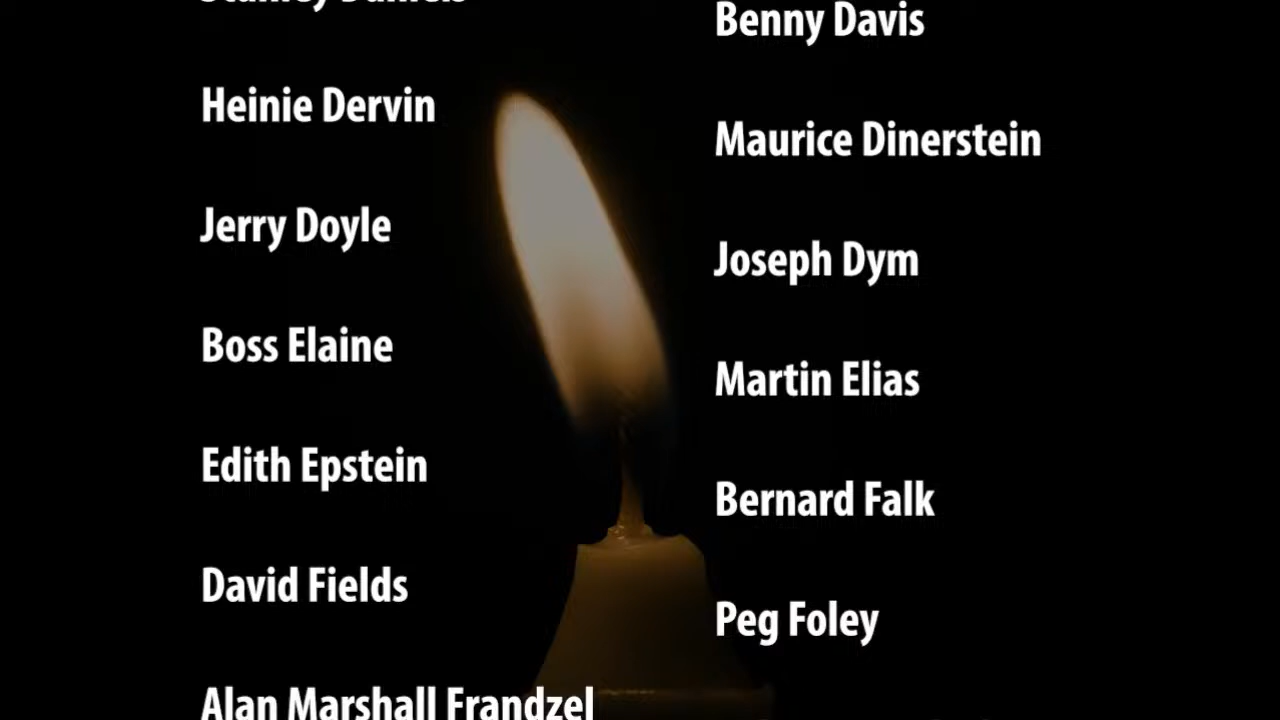 Benny Davis
Heinie Dervin
Maurice Dinerstein
Jerry Doyle
Joseph Dym
Boss Elaine
Martin Elias
Edith Epstein
Bernard Falk
David Fields
Peg Foley
Alan Marshall Frandzel